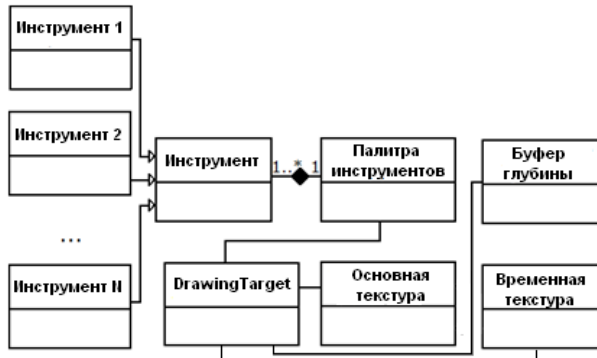 Инструмент 1
Инструмент 2
Инструмент
1..* 1
Палитра
инструментов
Буфер
глубины
...
Инструмент N
DrawingTarget
Основная
текстура
Временная
текстура